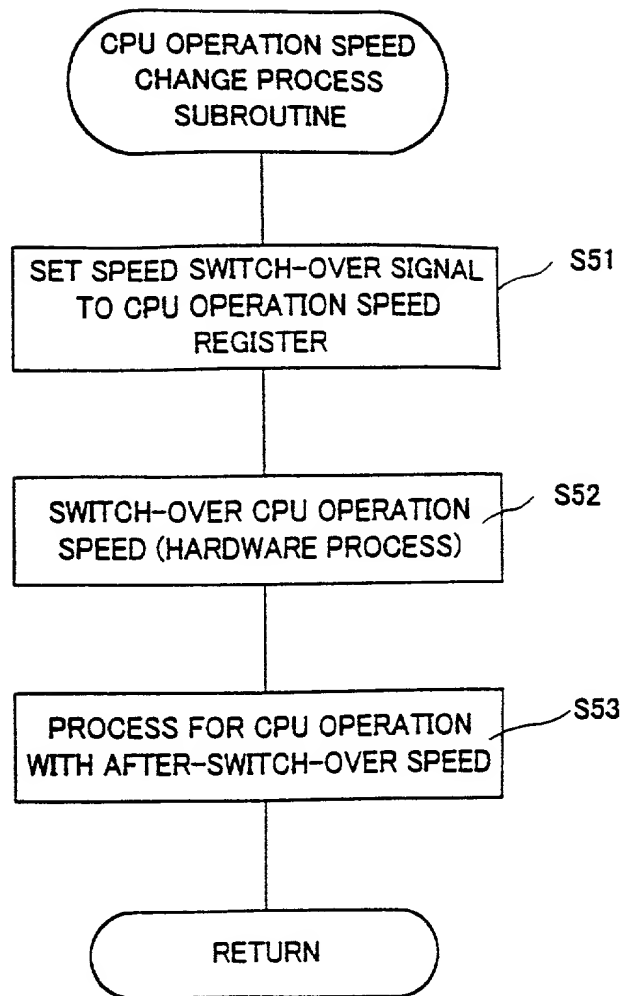 CPU OPERATION SPEED
CHANGE PROCESS
SUBROUTINE
SET SPEED SWITCH-OVER SIGNAL
TO CPU OPERATION SPEED
REGISTER
S51
SWITCH-OVER CPU OPERATION
SPEED (HARDWARE PROCESS)
S52
PROCESS FOR CPU OPERATION
WITH AFTER-SWITCH-OVER SPEED
S53
RETURN